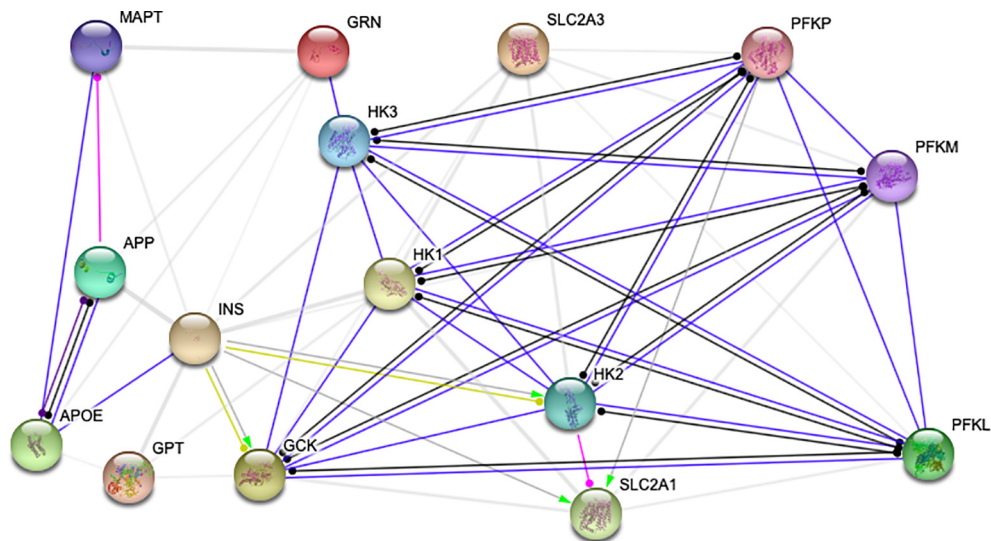 MAPT
GRN
SLC2A3
PFKP
HK3
PFKM
APP
HK1
INS
HK2
APOE
GPT
GCK
PFKL
SLC2A1